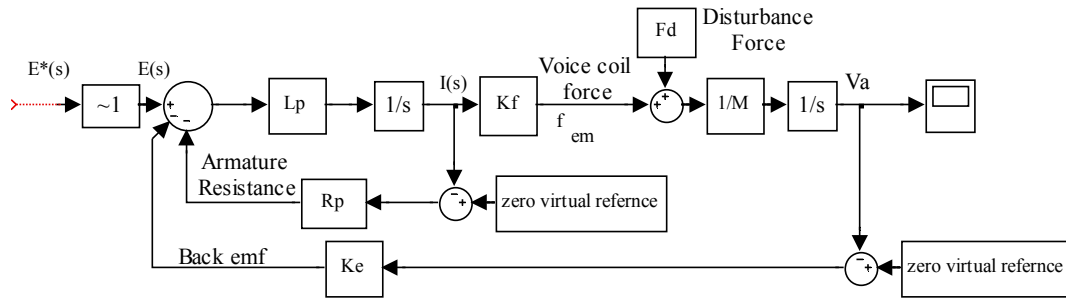 Fd
Disturbance
Force
E*(s)
E(s)
~1
+
-
-
Lp
1/s
I(s)
Kf
Voice coil
force
f em
+
+
1/M
1/s
Va
Armature
Resistance
Rp
-
+
zero virtual refernce
Back emf
Ke
-
+
zero virtual refernce